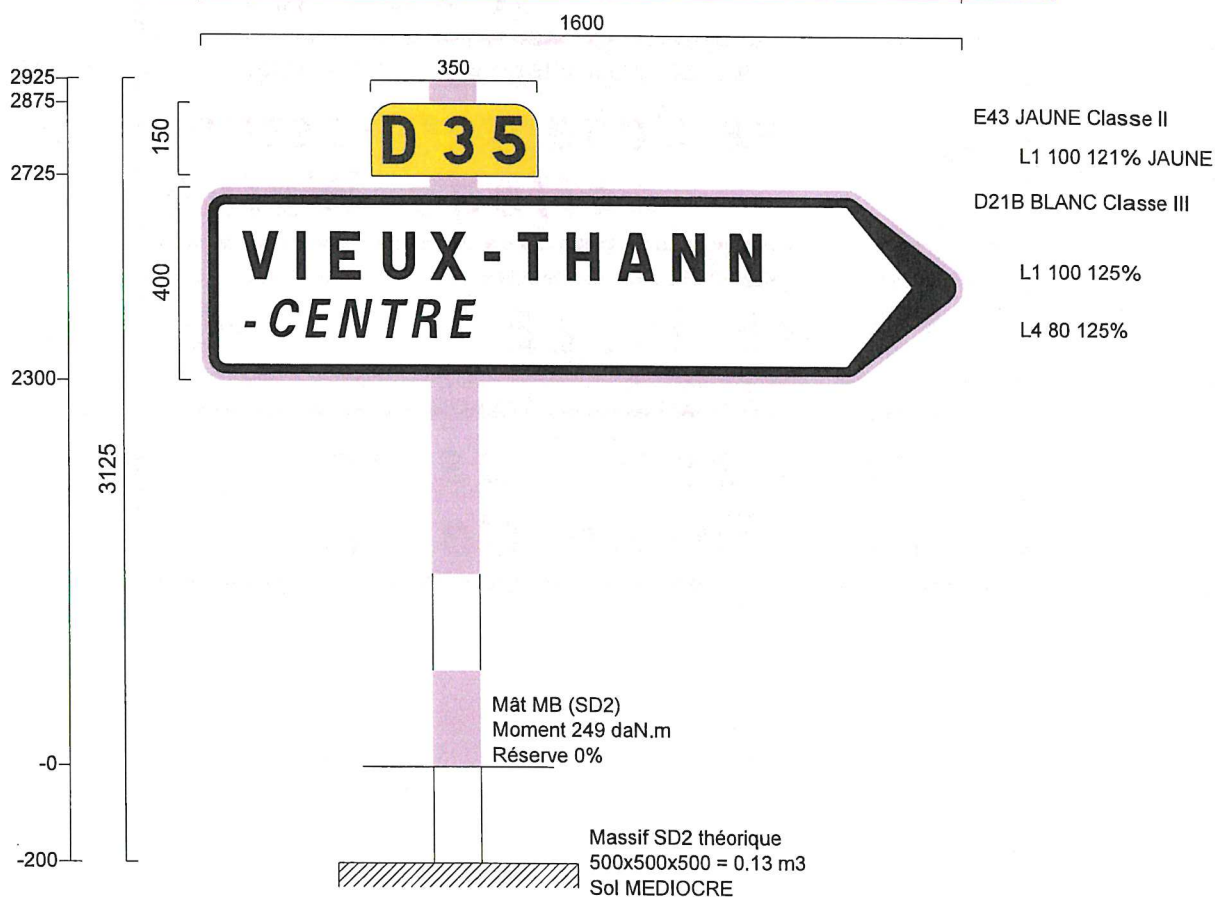 1600
350
2925
2875
150
D 35
E43 JAUNE Classe II
L1 100 121% JAUNE
2725
D21B BLANC Classe III
400
VIEUX-THANN
L1 100 125%
-CENTRE
L4 80 125%
2300
3125
Mât MB (SD2)
Moment 249 daN.m
Réserve 0%
-0
Massif SD2 théorique
500x500x500 = 0.13 m3
Sol MEDIOCRE
-200